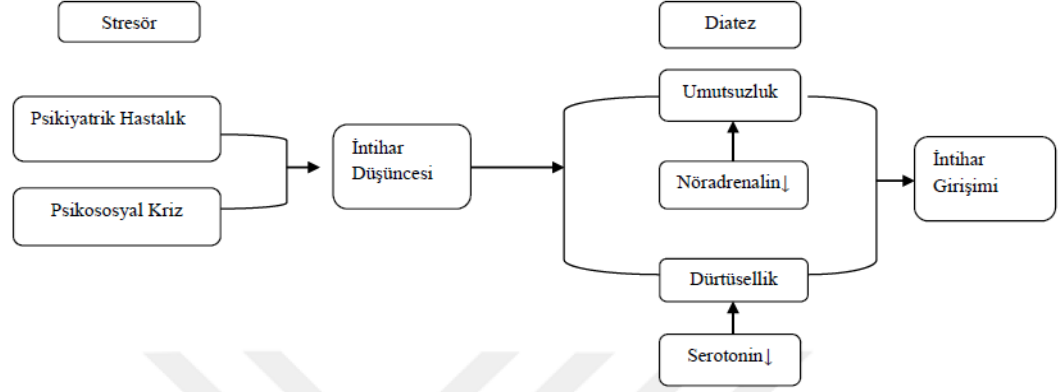 Stresör
Diatez
Psikiyatrik Hastalık
Psikososyal Kriz
İntihar
Düşüncesi
Umutsuzluk
Nöradrenalin↓
Dürtüsellik
Serotonin↓
İntihar
Girişimi